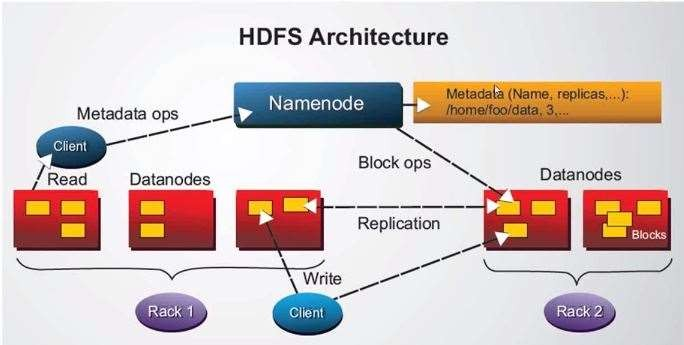 HDFS Architecture
Namenode
Metadata (Name, replicas,...):
/home/foo/data, 3,...
Metadata ops
Client
Block ops
Read
Datanodes
Datanodes
Replication
Blocks
Write
Rack 1
Client
Rack 2